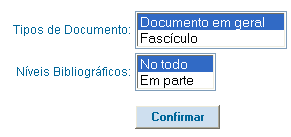 Tipos de Documento:
Documento em geral
Fascículo
Níveis Bibliográficos:
No todo
Em parte
Confirmar